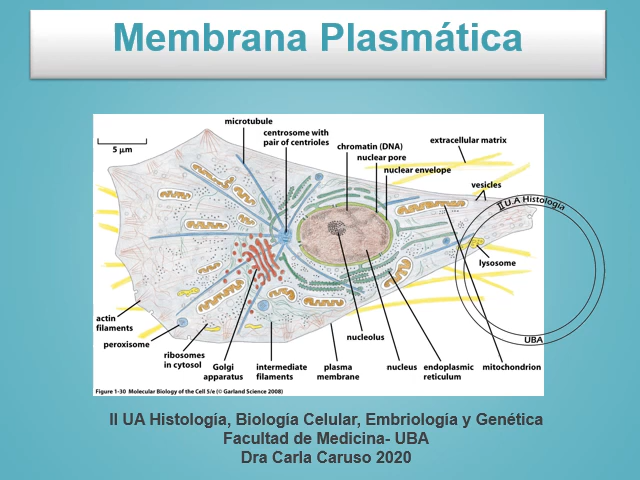 Membrana Plasmática
microtubule
centrosome with
pair of centrioles
chromatin (DNA)
nuclear pore
nuclear envelope
extracellular matrix
vesicles
5 µm
II U.A Histología
lysosome
UBA
actin
filaments
peroxisome
ribosomes
in cytosol
Golgi
apparatus
intermediate
filaments
plasma
membrane
nucleolus
nucleus
endoplasmic
reticulum
mitochondrion
Figure 1-30 Molecular Biology of the Cell 5/e (© Garland Science 2008)
II UA Histología, Biología Celular, Embriología y Genética
Facultad de Medicina- UBA
Dra Carla Caruso 2020